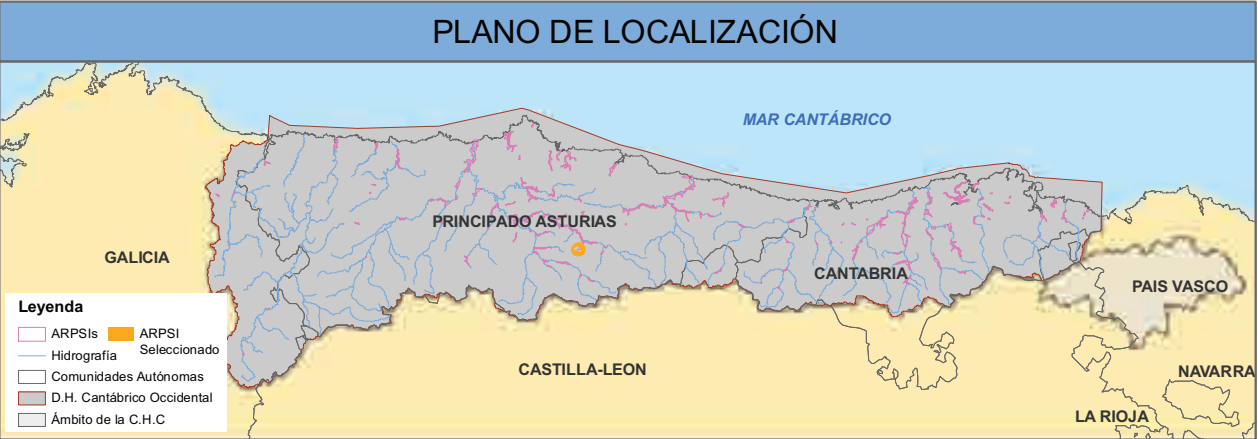 PLANO DE LOCALIZACIÓN
MAR CANTÁBRICO
PRINCIPADO ASTURIAS
GALICIA
CANTABRIA
PAIS VASCO
CASTILLA-LEON
NAVARRA
LA RIOJA
Leyenda
ARPSIs
ARPSI
Seleccionado
Hidrografía
Comunidades Autónomas
D.H. Cantábrico Occidental
Ámbito de la C.H.C